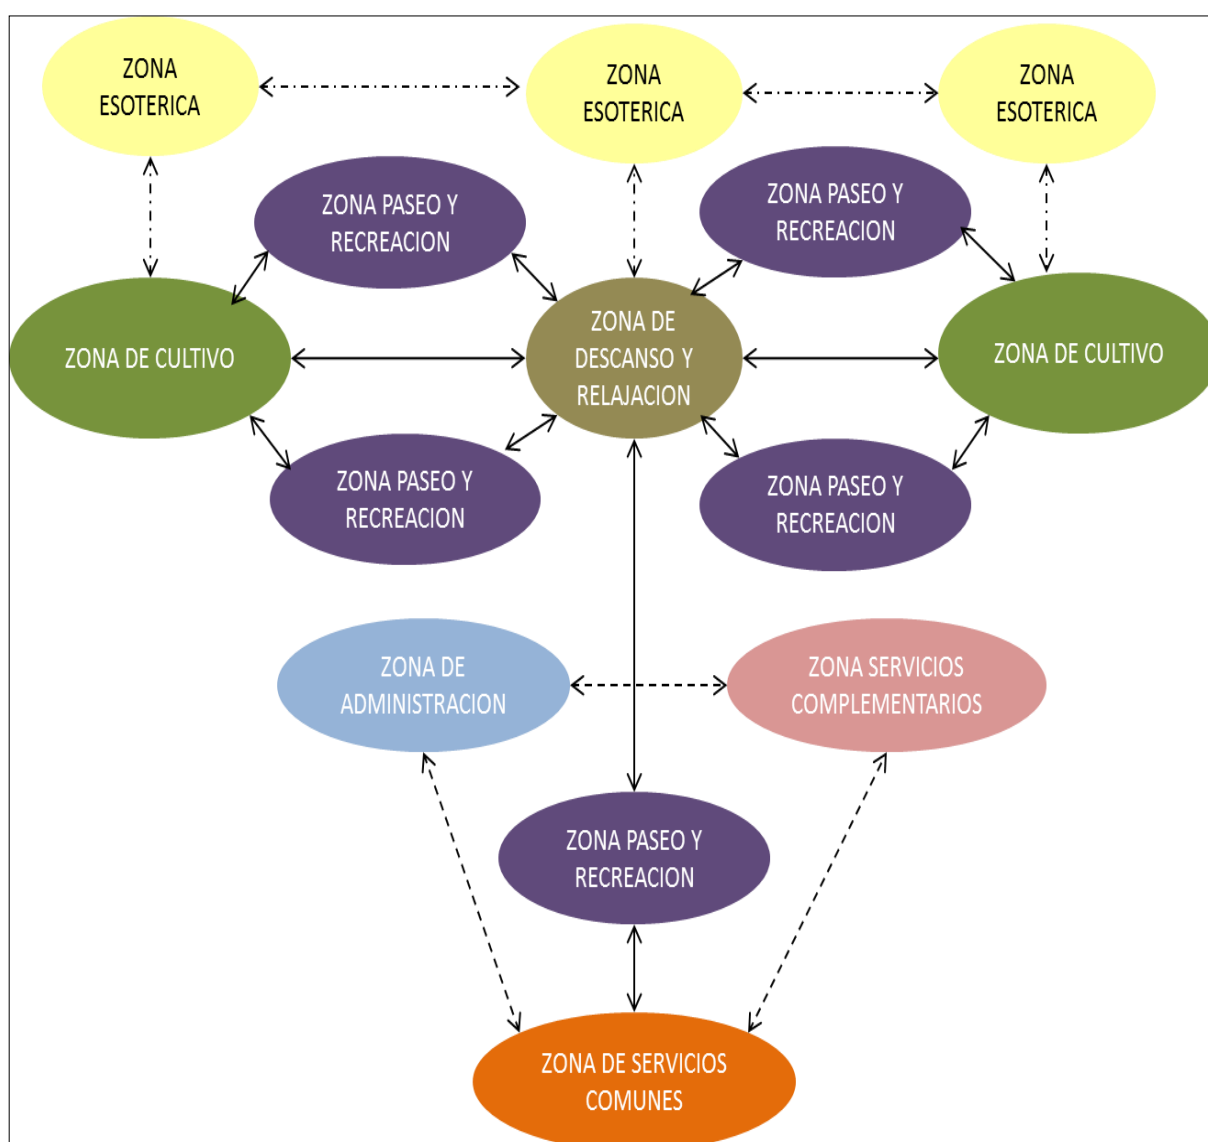 ZONA
ESOTERICA
ZONA
ESOTERICA
ZONA
ESOTERICA
ZONA PASEO Y
RECREACION
ZONA PASEO Y
RECREACION
ZONA DE CULTIVO
ZONA DE
DESCANSO Y
RELAJACION
ZONA DE CULTIVO
ZONA PASEO Y
RECREACION
ZONA PASEO Y
RECREACION
ZONA DE
ADMINISTRACION
ZONA SERVICIOS
COMPLEMENTARIOS
ZONA PASEO Y
RECREACION
ZONA DE SERVICIOS
COMUNES